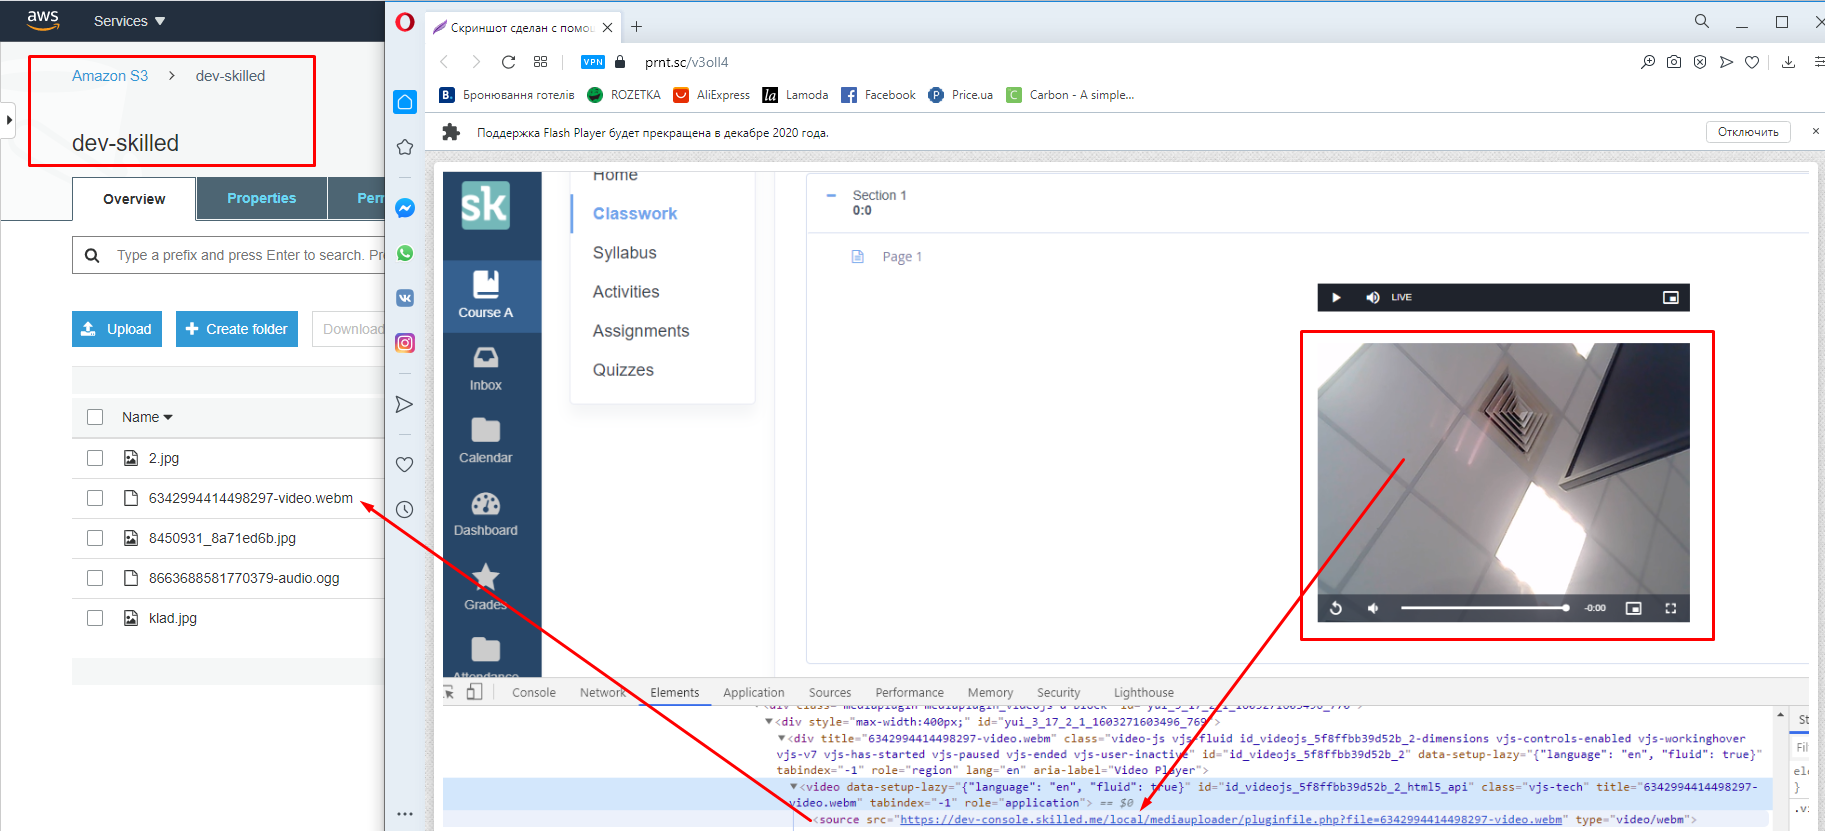 aws
Services
Amazon S3
dev-skilled
dev-skilled
Overview
Properties
Type a prefix and press Enter to search.
Upload
Create folder
Download
Name
2.jpg
6342994414498297-video.webm
8450931_8a71ed6b.jpg
8663688581770379-audio.ogg
klad.jpg
Скриншот сделан с помощ
VPN
prnt.sc/v3oll4
Бронювання готелів
ROZETKA
AliExpress
Lamoda
Facebook
Price.ua
Carbon - A simple...
Поддержка Flash Player будет прекращена в декабре 2020 года.
Отключить
sk
Course A
Inbox
Calendar
Dashboard
Grades
Attendance
Home
Classwork
Syllabus
Activities
Assignments
Quizzes
Section 1
0:0
Page 1
LIVE
-0:00
Console
Network
Elements
Application
Sources
Performance
Memory
Security
Lighthouse
<div style="max-width:400px;" id="yui_3_17_2_1_1603271603496_769">
<div title="6342994414498297-video.webm" class="video-js vjs-fluid id_videojs_5f8ffbb39d52b_2-dimensions vjs-controls-enabled vjs-workinghover
vjs-v7 vjs-has-started vjs-paused vjs-ended vjs-user-inactive" id="id_videojs_5f8ffbb39d52b_2" data-setup-lazy="{"language": "en", "fluid": true}"
tabindex="-1" role="region" lang="en" aria-label="Video Player">
<video data-setup-lazy="{"language": "en", "fluid": true}" id="id_videojs_5f8ffbb39d52b_2_html5_api" class="vjs-tech" title="6342994414498297-
video.webm" tabindex="-1" role="application"> == $0
<source src="https://dev-console.skilled.me/local/mediauploader/pluginfile.php?file=6342994414498297-video.webm" type="video/webm">